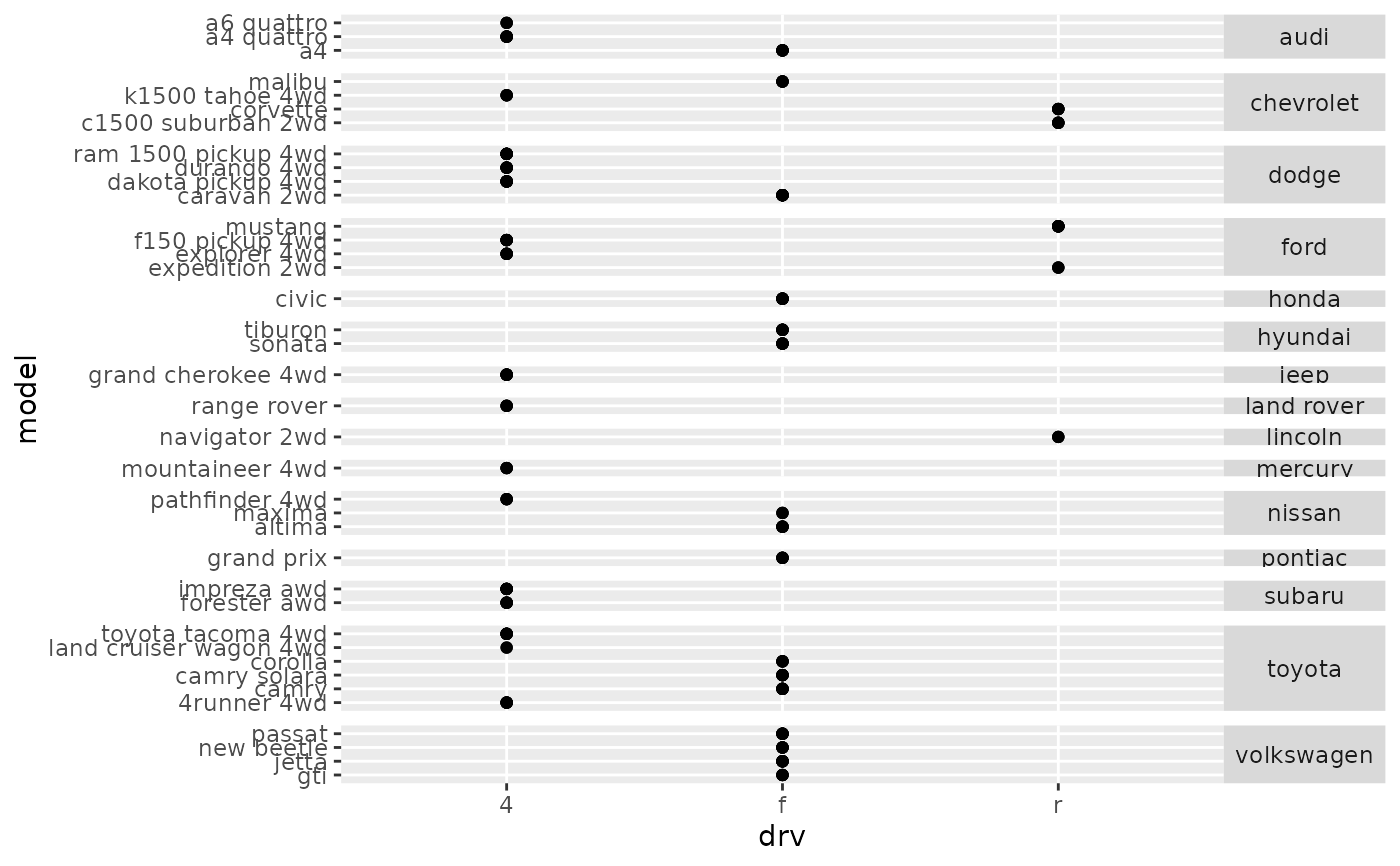 model
a6 quattro
a4 quattro
a4
audi
malibu
k1500 tahoe 4wd
corvette
c1500 suburban 2wd
chevrolet
ram 1500 pickup 4wd
durango 4wd
dakota pickup 4wd
caravan 2wd
dodge
mustang
f150 pickup 4wd
explorer 4wd
expedition 2wd
ford
civic
honda
tiburon
sonata
hyundai
grand cherokee 4wd
jeep
range rover
land rover
navigator 2wd
lincoln
mountaineer 4wd
mercury
pathfinder 4wd
maxima
altima
nissan
grand prix
pontiac
impreza awd
forester awd
subaru
toyota tacoma 4wd
land cruiser wagon 4wd
corolla
camry solara
camry
4runner 4wd
toyota
passat
new beetle
jetta
gti
volkswagen
4
f
r
drv